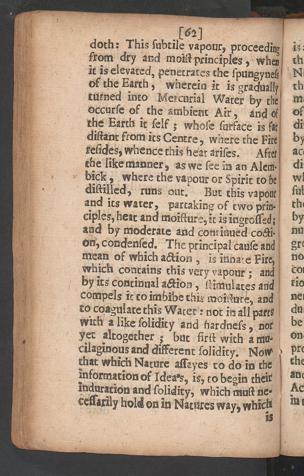 [62]
doth: This subtile vapour, proceeding
from dry and moist principles, when
it is elevated, penetrates the spungyness
of the Earth, wherein it is gradually
turned into Mercurial Water by the
occurse of the ambient Air, and of
the Earth it self; whose surface is far
distant from its Centre, where the Fire
resides, whence this heat arises. After
the like manner, as we see in an Alem-
bick, where the vapour or Spirit to be
distilled, runs out. But this vapour
and its water, partaking of two prin-
ciples, heat and moisture, it is ingrossed;
and by moderate and continued cocti-
on, condensed. The principal cause and
mean of which action, is innate Fire,
which contains this very vapour; and
by its continual action, stimulates and
compels it to imbibe this moisture, and
to coagulate this Water: not in all parts
with a like solidity and hardness, nor
yet altogether; but first with a mu-
cilaginous and different solidity. Now
that which Nature assayes to do in the
information of Idea's, is, to begin their
Induration and solidity, which must ne-
cessarily hold on in Natures way, which
is